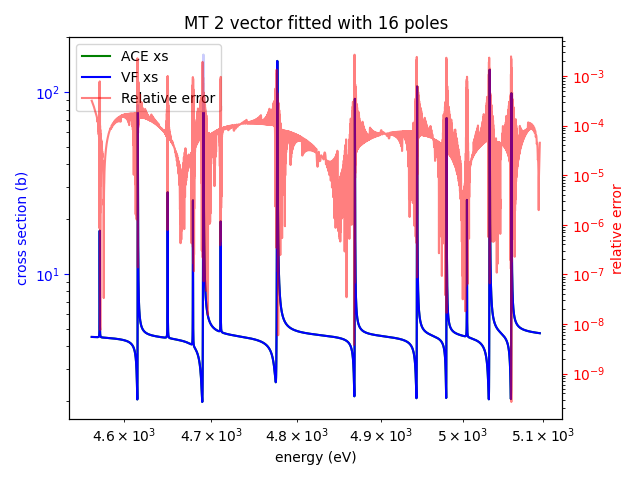 MT 2 vector fitted with 16 poles
ACE xs
VF xs
Relative error
10²
10¹
cross section (b)
10⁻³
10⁻⁴
10⁻⁵
10⁻⁶
10⁻⁷
10⁻⁸
10⁻⁹
relative error
4.6 × 10³ 4.7 × 10³ 4.8 × 10³ 4.9 × 10³ 5 × 10³ 5.1 × 10³
energy (eV)